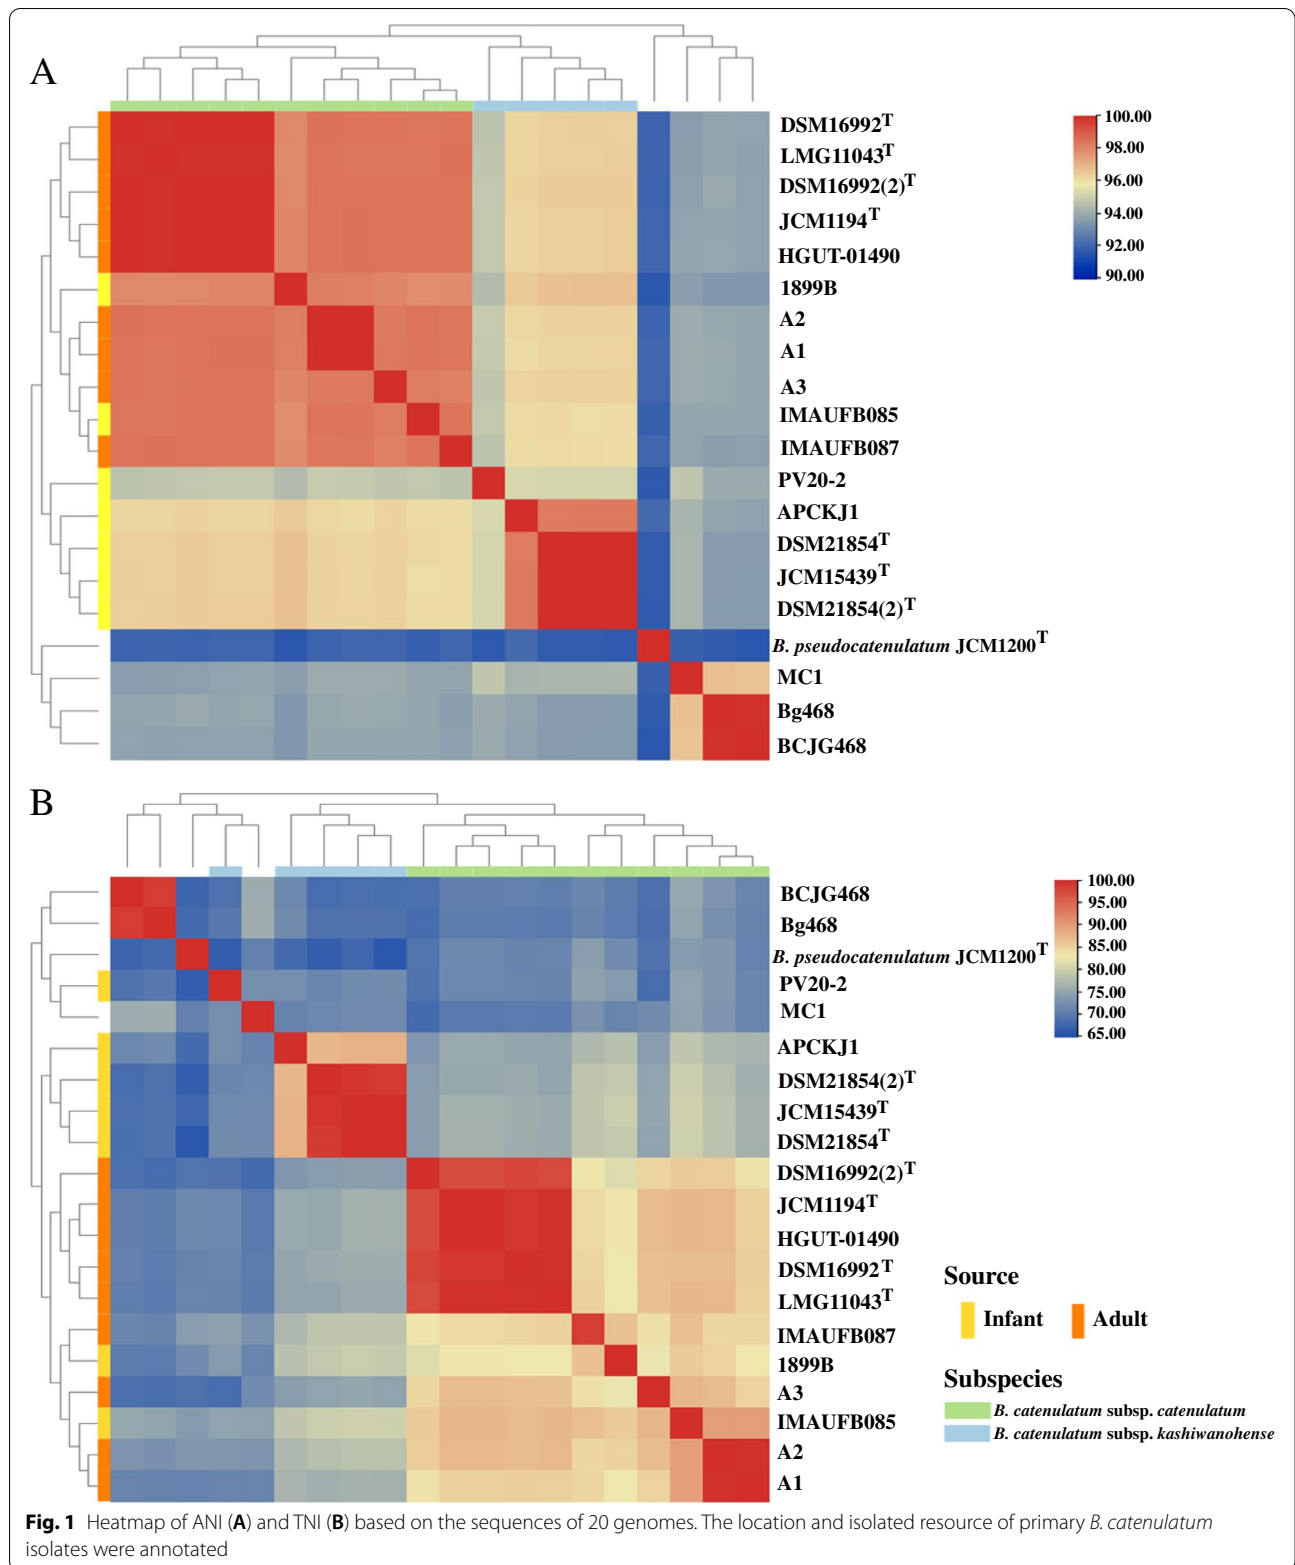 A
DSM16992T
LMG11043T
DSM16992(2)T
JCM1194T
HGUT-01490
1899B
A2
A1
A3
IMAUFB085
IMAUFB087
PV20-2
APCKJ1
DSM21854T
JCM15439T
DSM21854(2)T
B. pseudocatenulatum JCM1200T
MC1
Bg468
BCJG468
100.00
98.00
96.00
94.00
92.00
90.00
B
BCJG468
Bg468
B. pseudocatenulatum JCM1200T
PV20-2
MC1
APCKJ1
DSM21854(2)T
JCM15439T
DSM21854T
DSM16992(2)T
JCM1194T
HGUT-01490
DSM16992T
LMG11043T
IMAUFB087
1899B
A3
IMAUFB085
A2
A1
100.00
95.00
90.00
85.00
80.00
75.00
70.00
65.00
Source
Infant Adult
Subspecies
B. catenulatum subsp. catenulatum
B. catenulatum subsp. kashiwanohense
Fig. 1 Heatmap of ANI (A) and TNI (B) based on the sequences of 20 genomes. The location and isolated resource of primary B. catenulatum
isolates were annotated